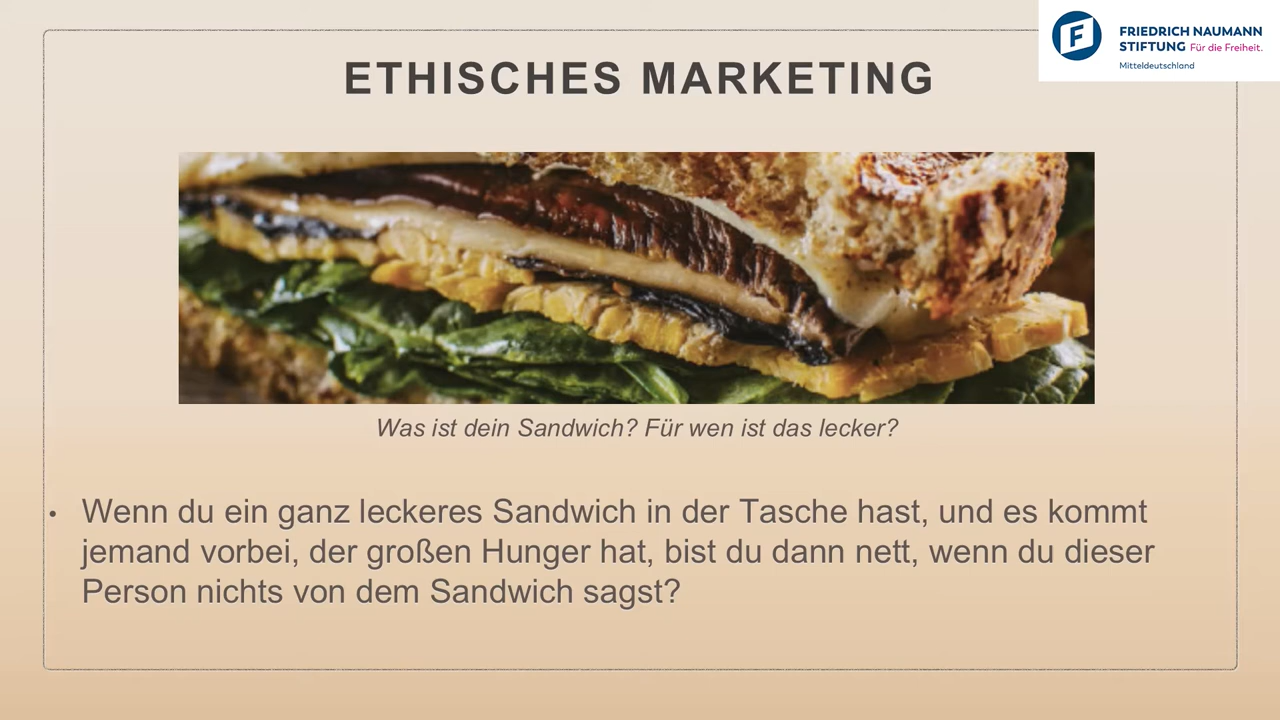 FRIEDRICH NAUMANN
STIFTUNG Für die Freiheit.
Mitteldeutschland
ETHISCHES MARKETING
Was ist dein Sandwich? Für wen ist das lecker?
• Wenn du ein ganz leckeres Sandwich in der Tasche hast, und es kommt
jemand vorbei, der großen Hunger hat, bist du dann nett, wenn du dieser
Person nichts von dem Sandwich sagst?